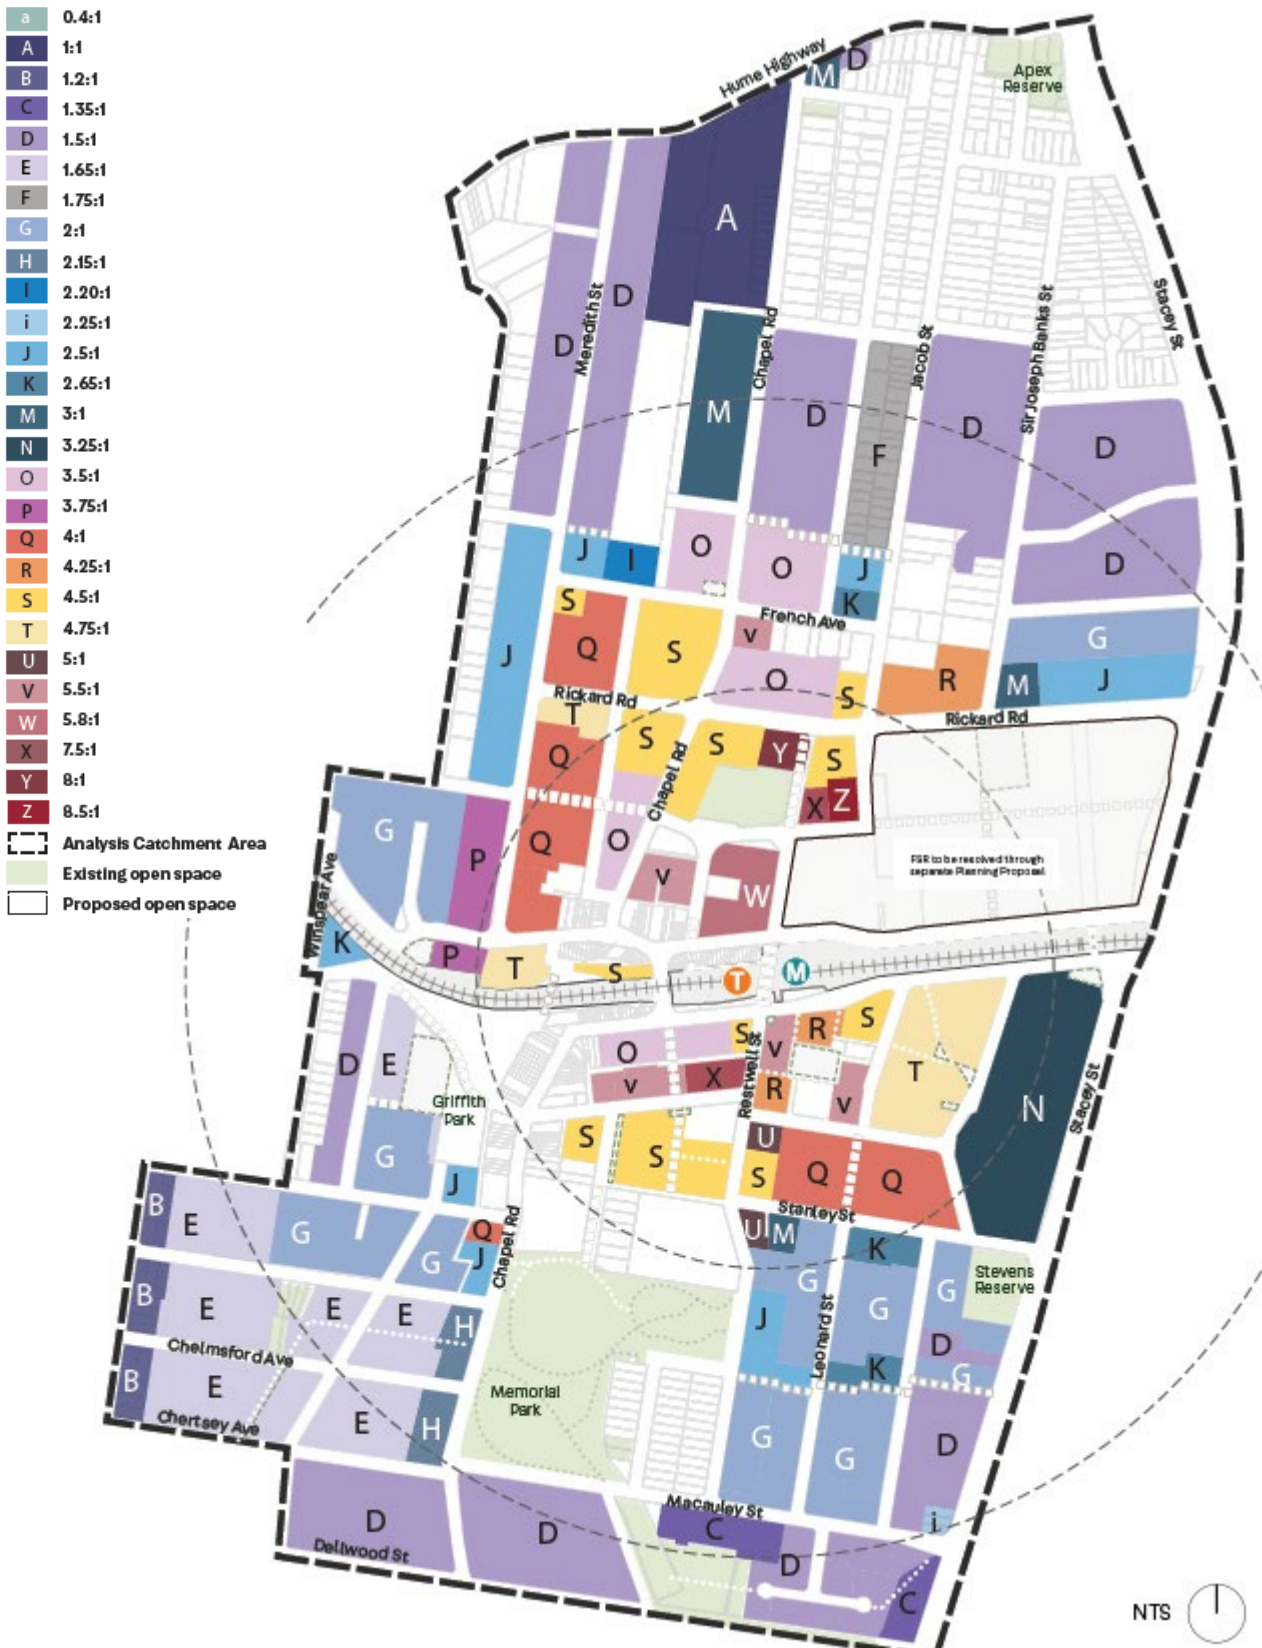 a 0.4:1
A 1:1
B 1.2:1
C 1.35:1
D 1.5:1
E 1.65:1
F 1.75:1
G 2:1
H 2.15:1
I 2.20:1
i 2.25:1
J 2.5:1
K 2.65:1
M 3:1
N 3.25:1
O 3.5:1
P 3.75:1
Q 4:1
R 4.25:1
S 4.5:1
T 4.75:1
U 5:1
V 5.5:1
W 5.8:1
X 7.5:1
Y 8:1
Z 8.5:1
Analysis Catchment Area
Existing open space
Proposed open space
Hume Highway
M D
Apex
Reserve
A
D
D
Meredith St
Chapel Rd
Jacob St
Sir Joseph Banks St
Stacey St
M
D
F
D
D
D
J I O O J
K
French Ave
S
Q S V
O S R
G
M J
J
Rickard Rd
Rickard Rd
T
Q S S Y S
Chapel Rd
X Z
G P Q O V W
FSR to be resolved through
separate Planning Proposal
Winspear Ave
K P T S T M
D E
Griffith
Park
O S V R S
V X R V T
Restwell St
N
Stacey St
G J
S S U
S Q Q
Stanley St
B E G G Q
J
Chapel Rd
U M K
G G G
Stevens
Reserve
B E E E H
J
Leonard St
D
K G
Chelmsford Ave
B E E H
Chertsey Ave
Memorial
Park
G G D
i
Macauley St
D D C D C
Dellwood St
NTS